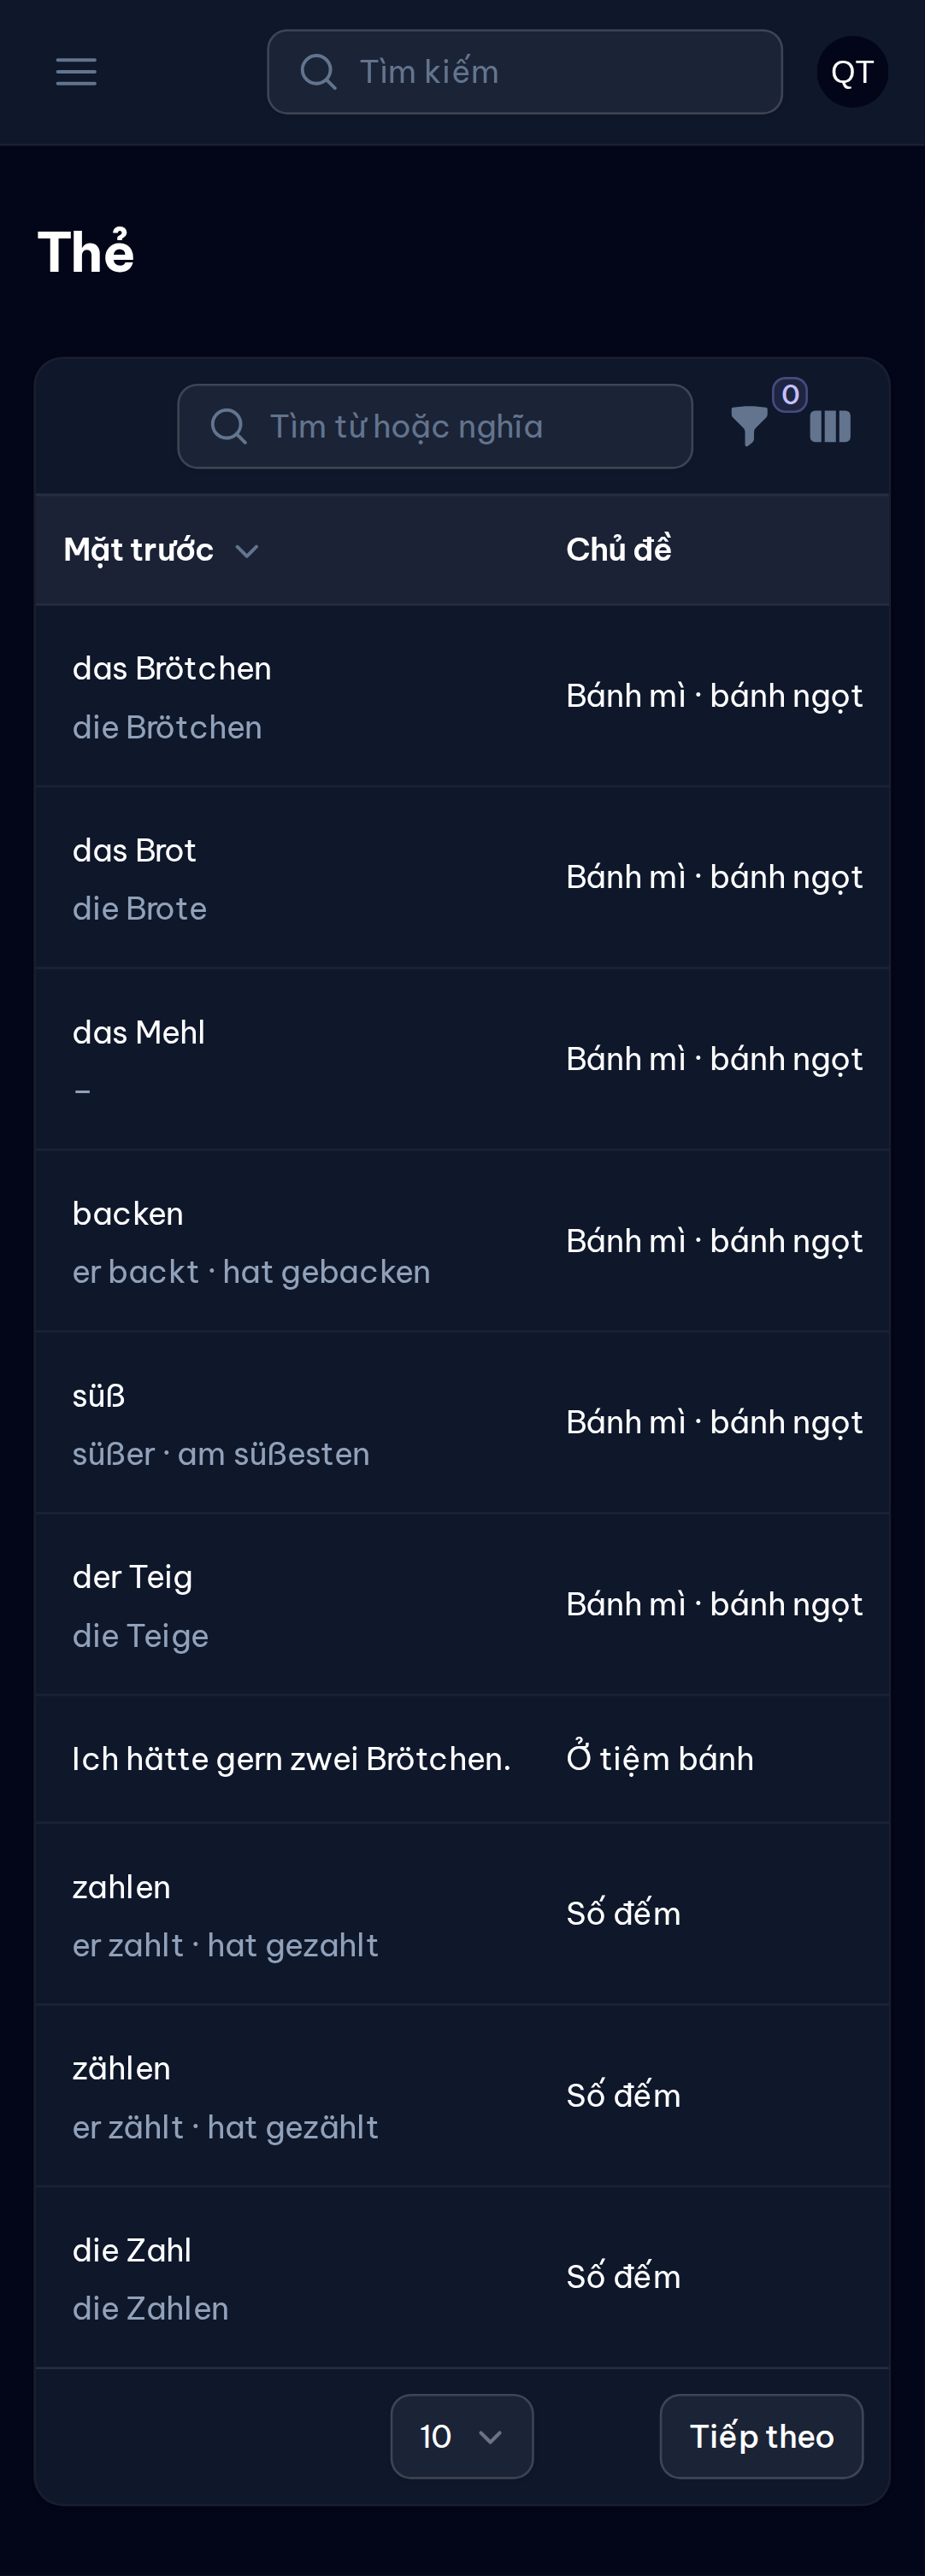 Tìm kiếm
QT
Thẻ
Tìm từ hoặc nghĩa
0
Mặt trước
Chủ đề
das Brötchen
die Brötchen
Bánh mì · bánh ngọt
das Brot
die Brote
Bánh mì · bánh ngọt
das Mehl
–
Bánh mì · bánh ngọt
backen
er backt · hat gebacken
Bánh mì · bánh ngọt
süß
süßer · am süßesten
Bánh mì · bánh ngọt
der Teig
die Teige
Bánh mì · bánh ngọt
Ich hätte gern zwei Brötchen.
Ở tiệm bánh
zahlen
er zahlt · hat gezahlt
Số đếm
zählen
er zählt · hat gezählt
Số đếm
die Zahl
die Zahlen
Số đếm
10
Tiếp theo